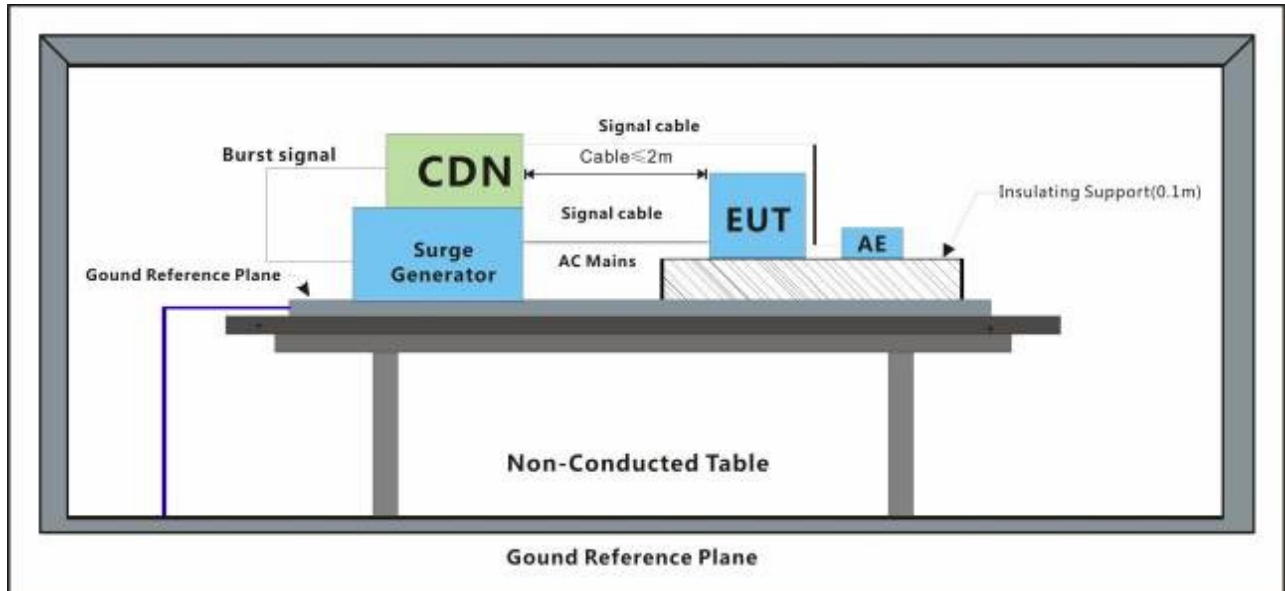 Signal cable
Cable≤2m
Burst signal
CDN
Insulating Support(0.1m)
Signal cable
EUT
AE
Surge
Generator
AC Mains
Gound Reference Plane
Non-Conducted Table
Gound Reference Plane